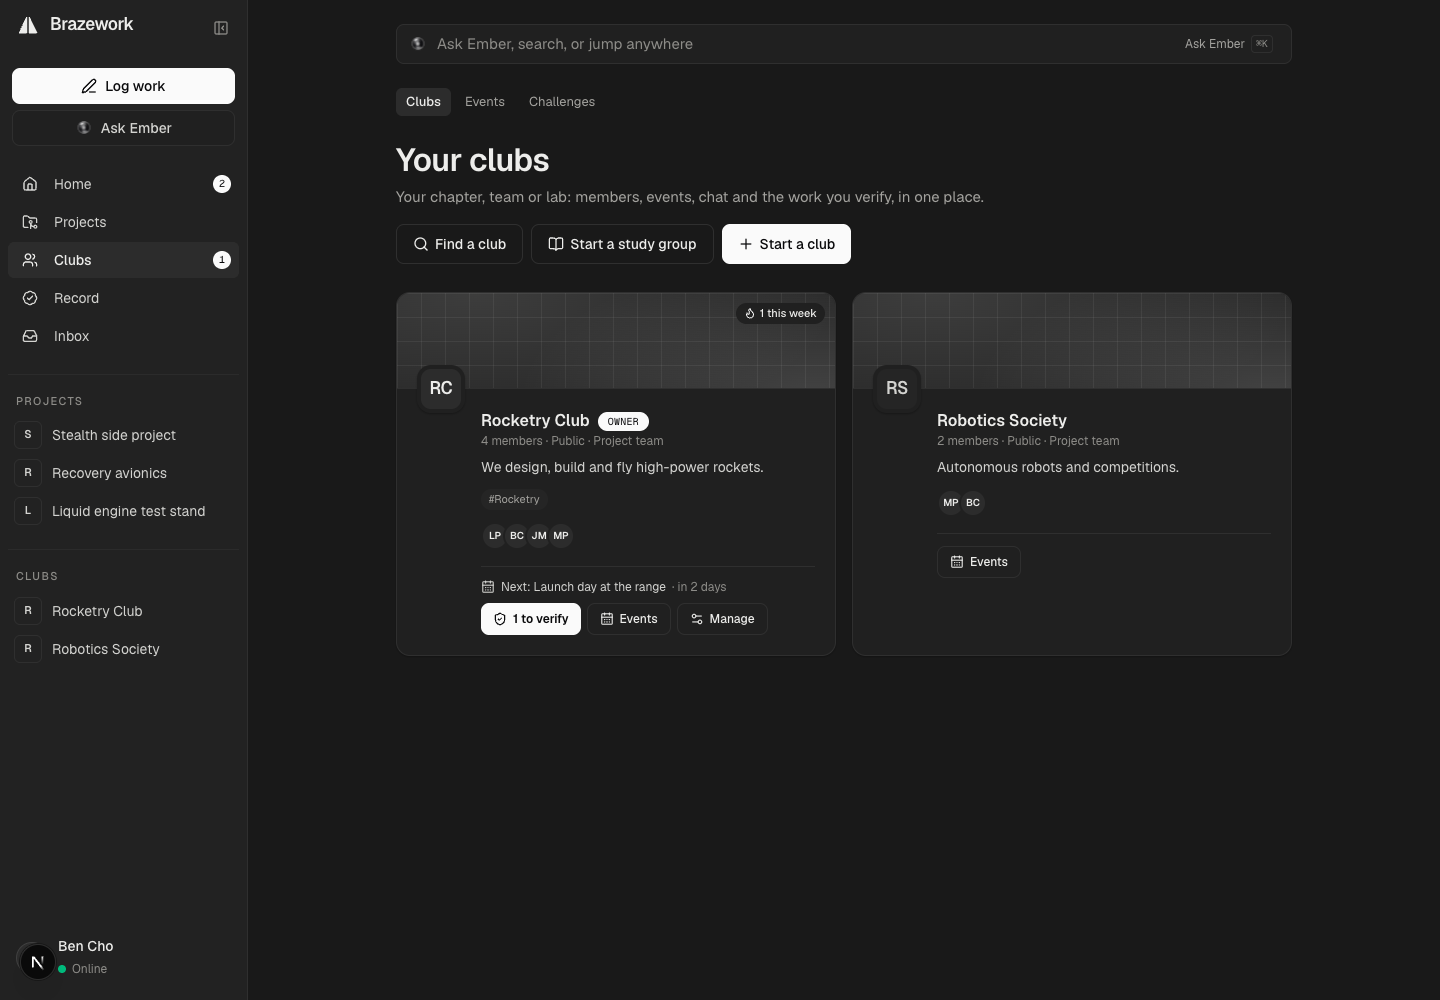 Brazework
Log work
Ask Ember
Home
2
Projects
Clubs
1
Record
Inbox
PROJECTS
S
Stealth side project
R
Recovery avionics
L
Liquid engine test stand
CLUBS
R
Rocketry Club
R
Robotics Society
N
Ben Cho
Online
Ask Ember, search, or jump anywhere
Ask Ember ⌘K
Clubs Events Challenges
Your clubs
Your chapter, team or lab: members, events, chat and the work you verify, in one place.
Find a club
Start a study group
Start a club
1 this week
RC
Rocketry Club OWNER
4 members · Public · Project team
We design, build and fly high-power rockets.
#Rocketry
LP BC JM MP
Next: Launch day at the range · in 2 days
1 to verify Events Manage
RS
Robotics Society
2 members · Public · Project team
Autonomous robots and competitions.
MP BC
Events